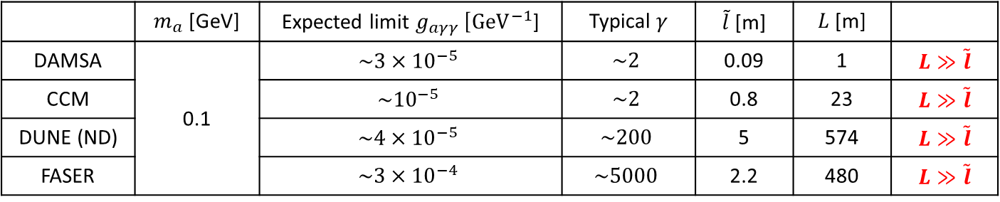 mₐ [GeV] Expected limit gₐγγ [GeV⁻¹] Typical γ l̃ [m] L [m]
DAMSA ~3 × 10⁻⁵ ~2 0.09 1 L ≫ l̃
CCM ~10⁻⁵ ~2 0.8 23 L ≫ l̃
0.1
DUNE (ND) ~4 × 10⁻⁵ ~200 5 574 L ≫ l̃
FASER ~3 × 10⁻⁴ ~5000 2.2 480 L ≫ l̃